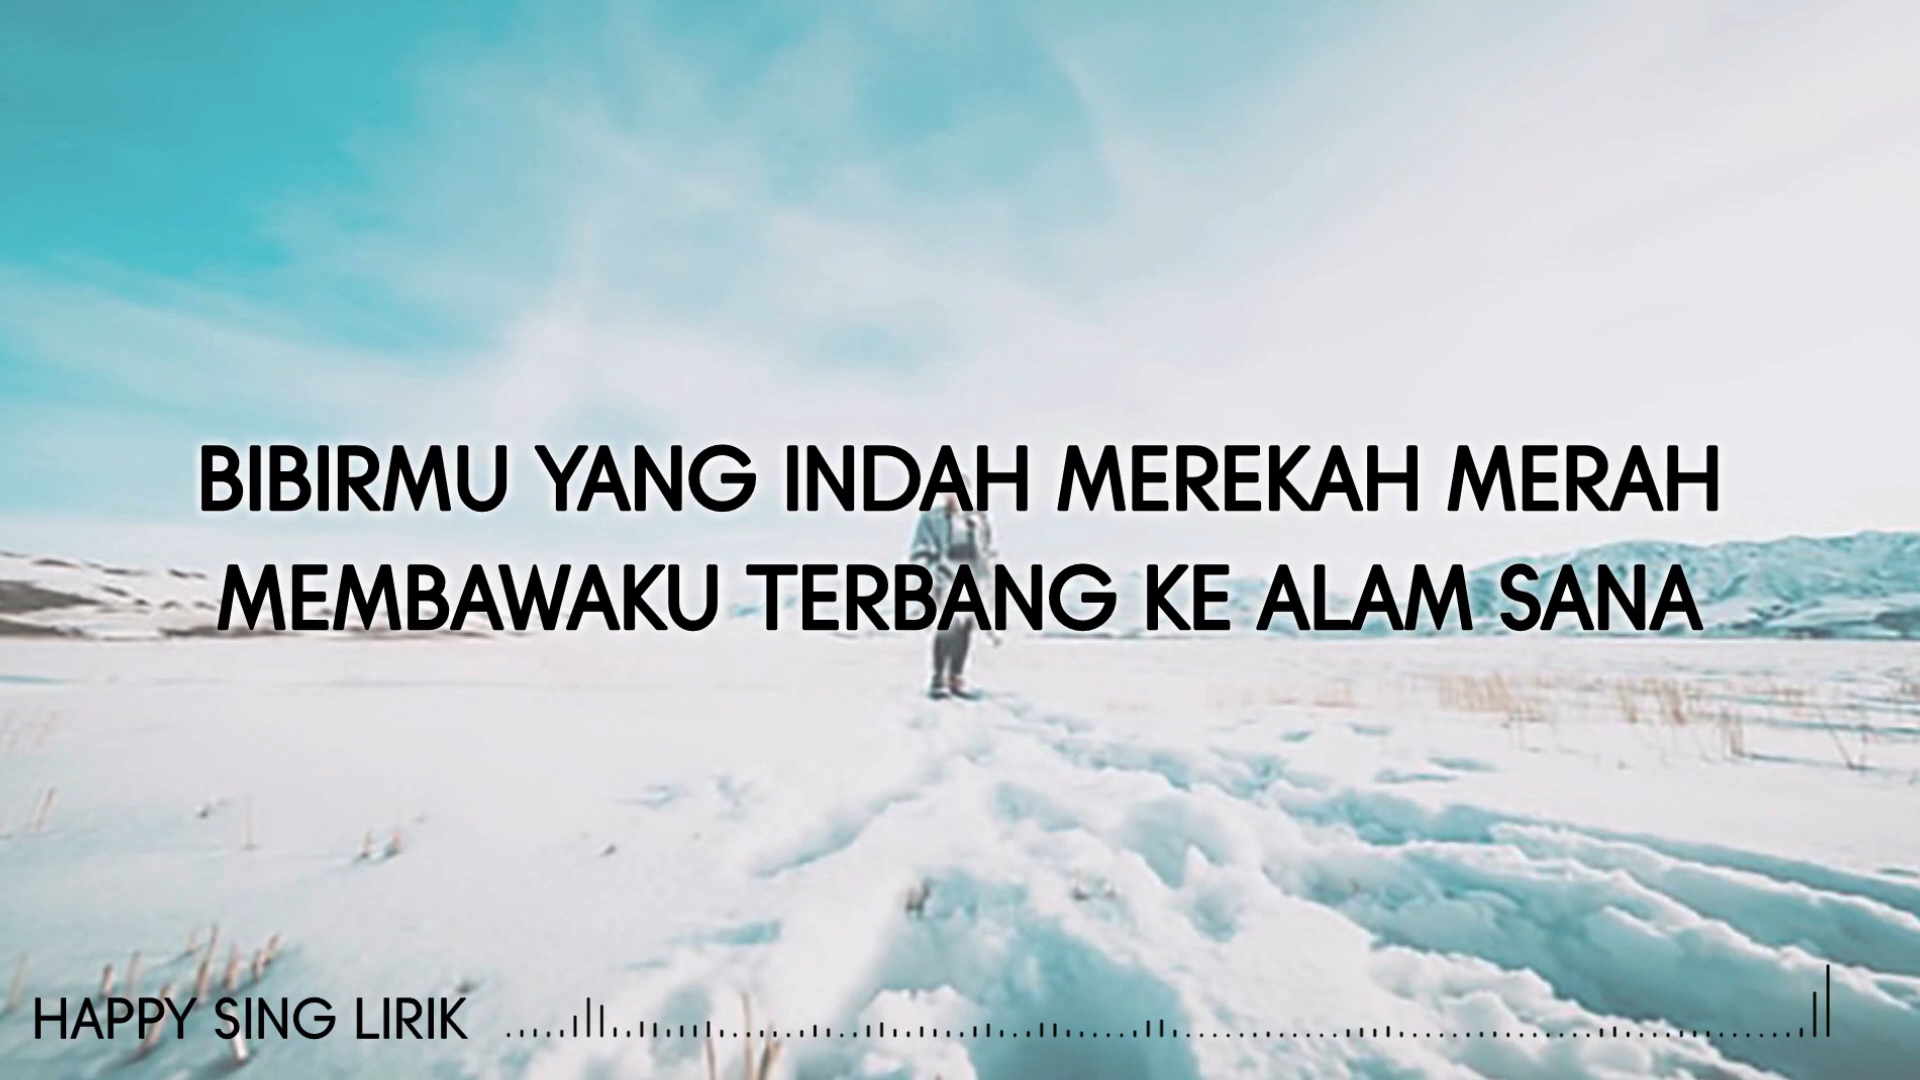 BIBIRMU YANG INDAH MEREKAH MERAH
MEMBAWAKU TERBANG KE ALAM SANA
HAPPY SING LIRIK